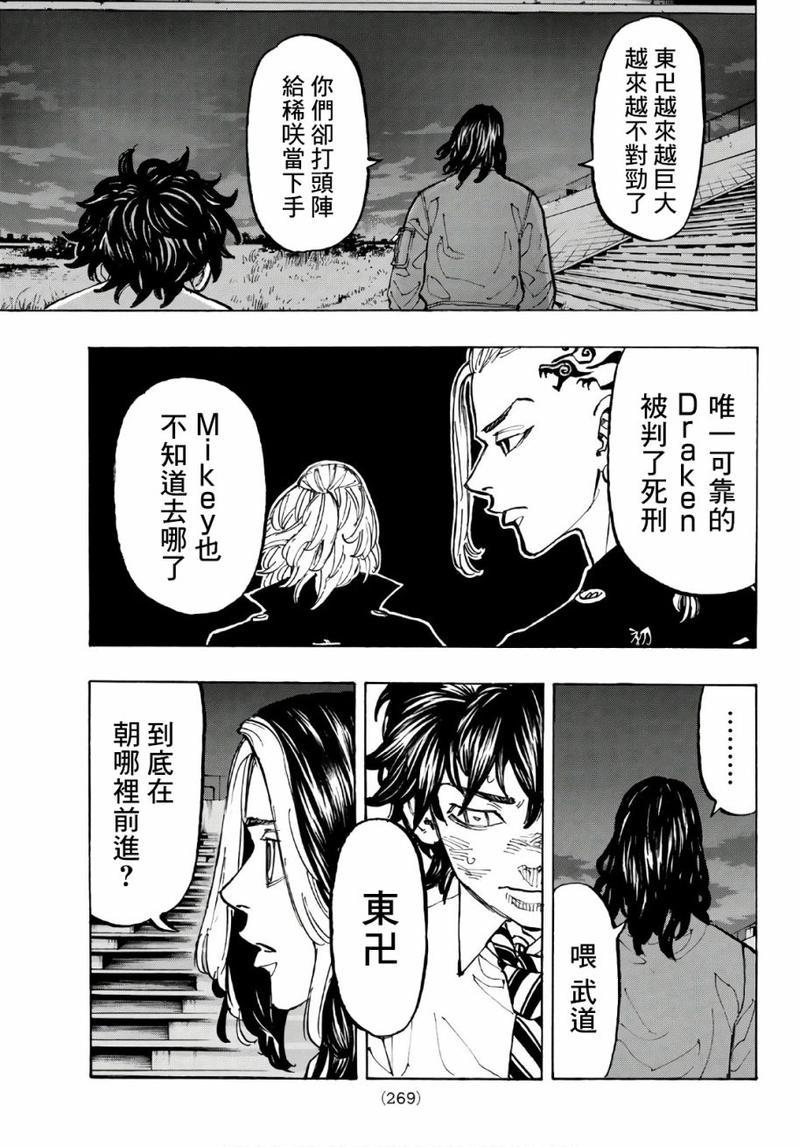 東卍越來越巨大
越來越不對勁了
你們卻打頭陣
給稀咲當下手
唯一可靠的
Draken
被判了死刑
Mikey也
不知道去哪了
初
………
喂 武道
東卍
到底在
朝哪裡前進？
(269)